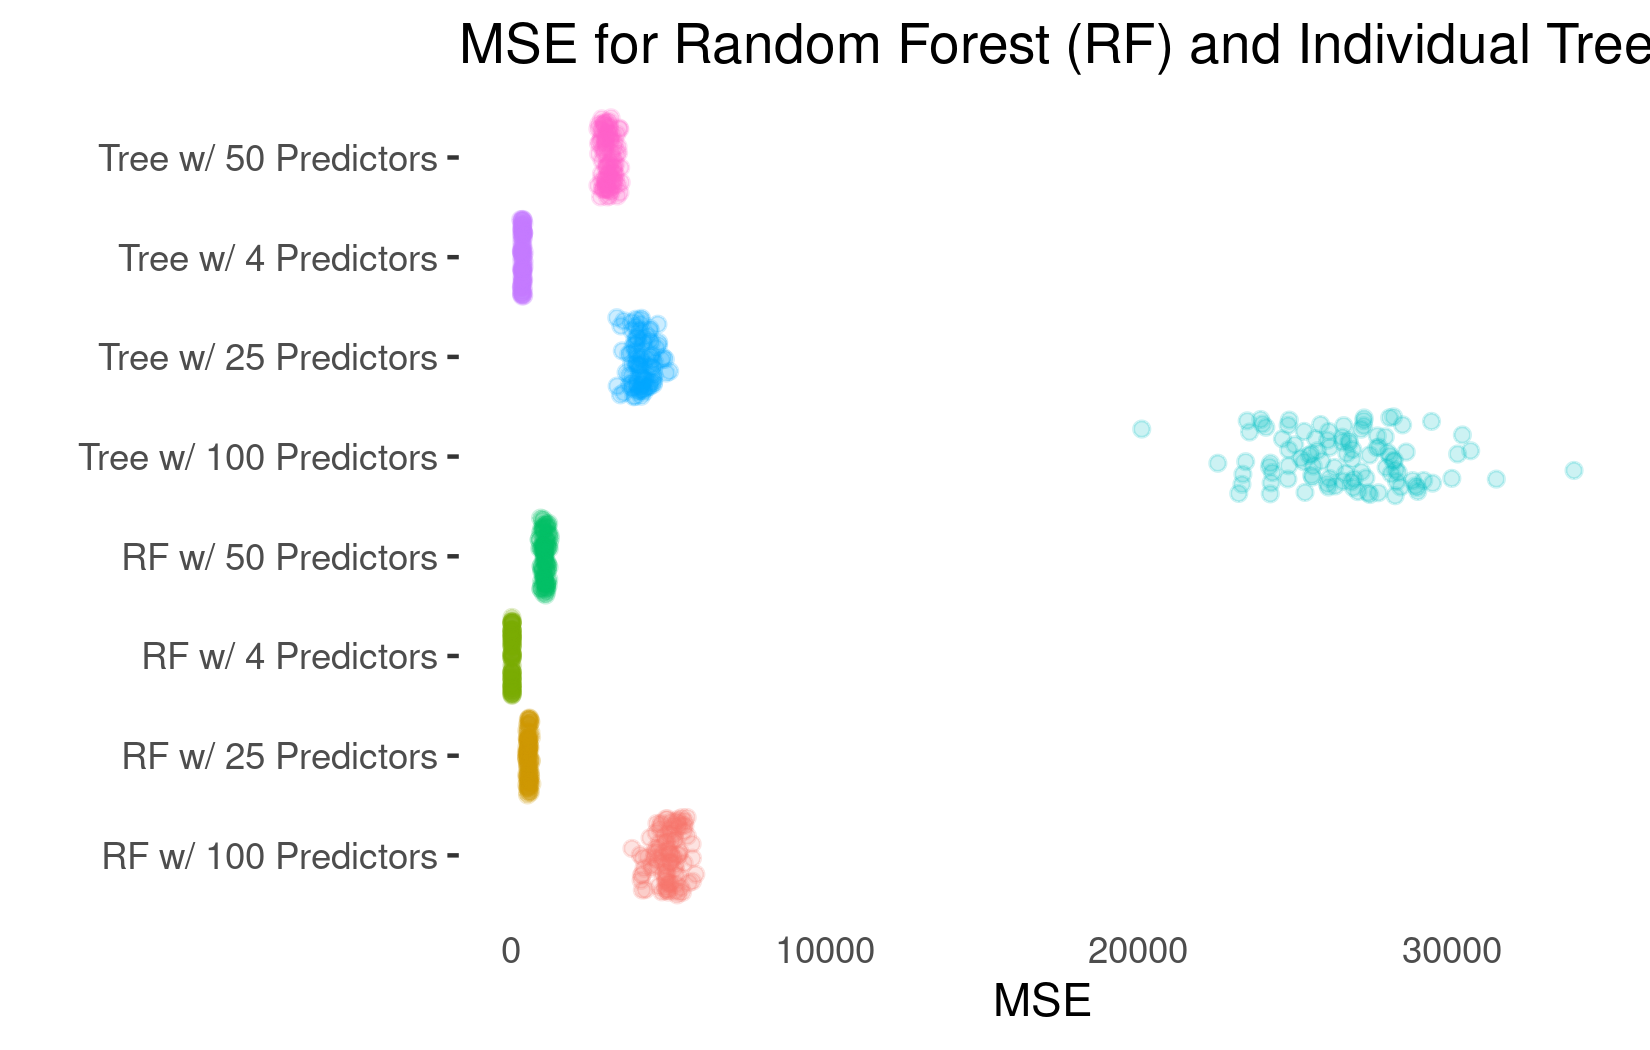 MSE for Random Forest (RF) and Individual Tree
Tree w/ 50 Predictors
Tree w/ 4 Predictors
Tree w/ 25 Predictors
Tree w/ 100 Predictors
RF w/ 50 Predictors
RF w/ 4 Predictors
RF w/ 25 Predictors
RF w/ 100 Predictors
0 10000 20000 30000
MSE